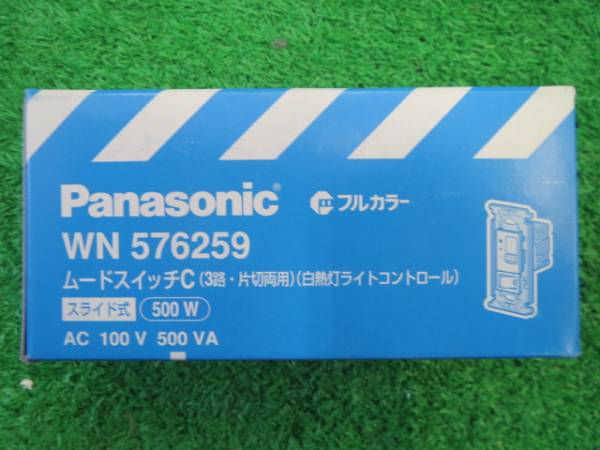 Panasonic® フルカラー
WN 576259
ムードスイッチC(3路・片切両用)(白熱灯ライトコントロール)
スライド式 500 W
AC 100 V 500 VA